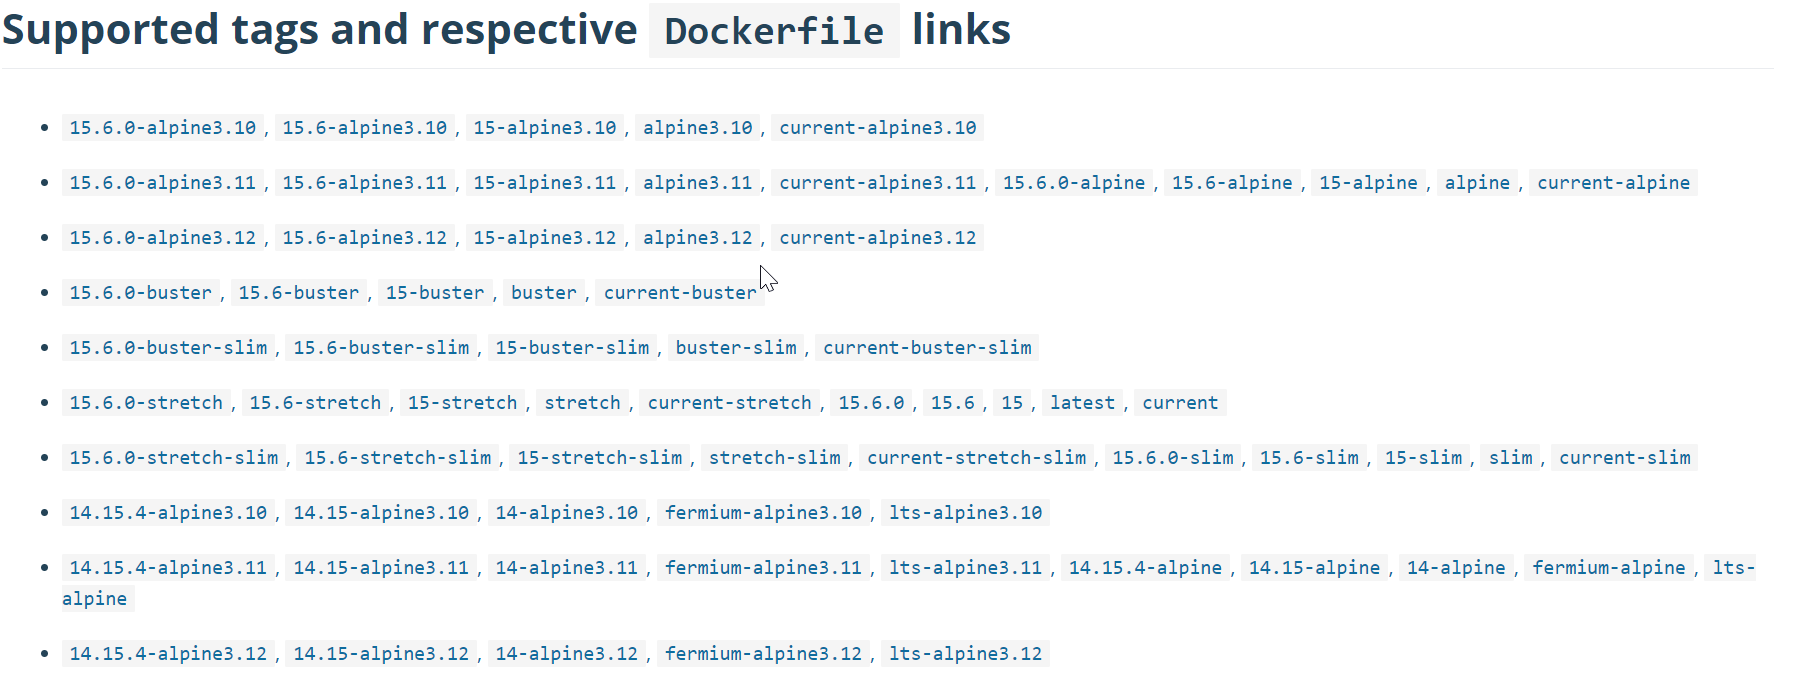 Supported tags and respective Dockerfile links
15.6.0-alpine3.10, 15.6-alpine3.10, 15-alpine3.10, alpine3.10, current-alpine3.10
15.6.0-alpine3.11, 15.6-alpine3.11, 15-alpine3.11, alpine3.11, current-alpine3.11, 15.6.0-alpine, 15.6-alpine, 15-alpine, alpine, current-alpine
15.6.0-alpine3.12, 15.6-alpine3.12, 15-alpine3.12, alpine3.12, current-alpine3.12
15.6.0-buster, 15.6-buster, 15-buster, buster, current-buster
15.6.0-buster-slim, 15.6-buster-slim, 15-buster-slim, buster-slim, current-buster-slim
15.6.0-stretch, 15.6-stretch, 15-stretch, stretch, current-stretch, 15.6.0, 15.6, 15, latest, current
15.6.0-stretch-slim, 15.6-stretch-slim, 15-stretch-slim, stretch-slim, current-stretch-slim, 15.6.0-slim, 15.6-slim, 15-slim, slim, current-slim
14.15.4-alpine3.10, 14.15-alpine3.10, 14-alpine3.10, fermium-alpine3.10, lts-alpine3.10
14.15.4-alpine3.11, 14.15-alpine3.11, 14-alpine3.11, fermium-alpine3.11, lts-alpine3.11, 14.15.4-alpine, 14.15-alpine, 14-alpine, fermium-alpine, lts-
alpine
14.15.4-alpine3.12, 14.15-alpine3.12, 14-alpine3.12, fermium-alpine3.12, lts-alpine3.12